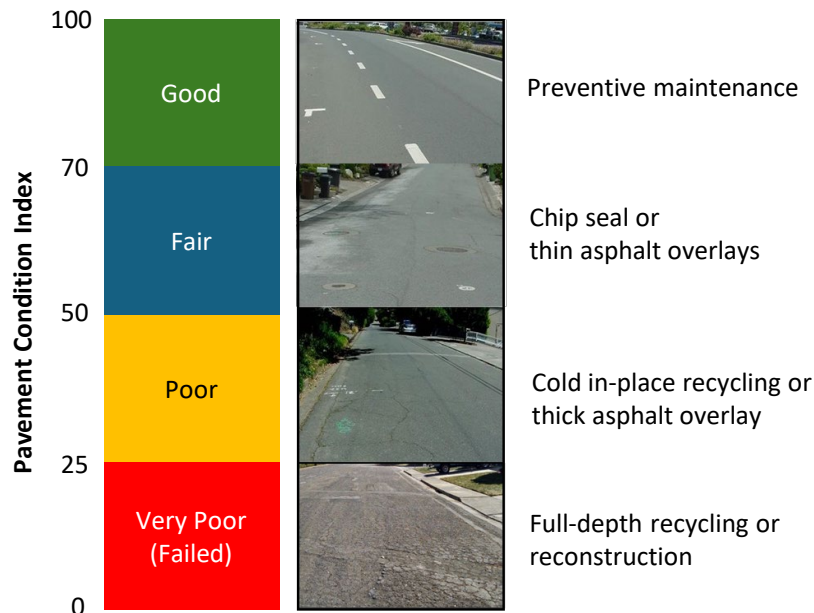 100
Good
Preventive maintenance
70
Fair
Chip seal or
thin asphalt overlays
50
Pavement Condition Index
Poor
Cold in-place recycling or
thick asphalt overlay
25
Very Poor
(Failed)
Full-depth recycling or
reconstruction
0